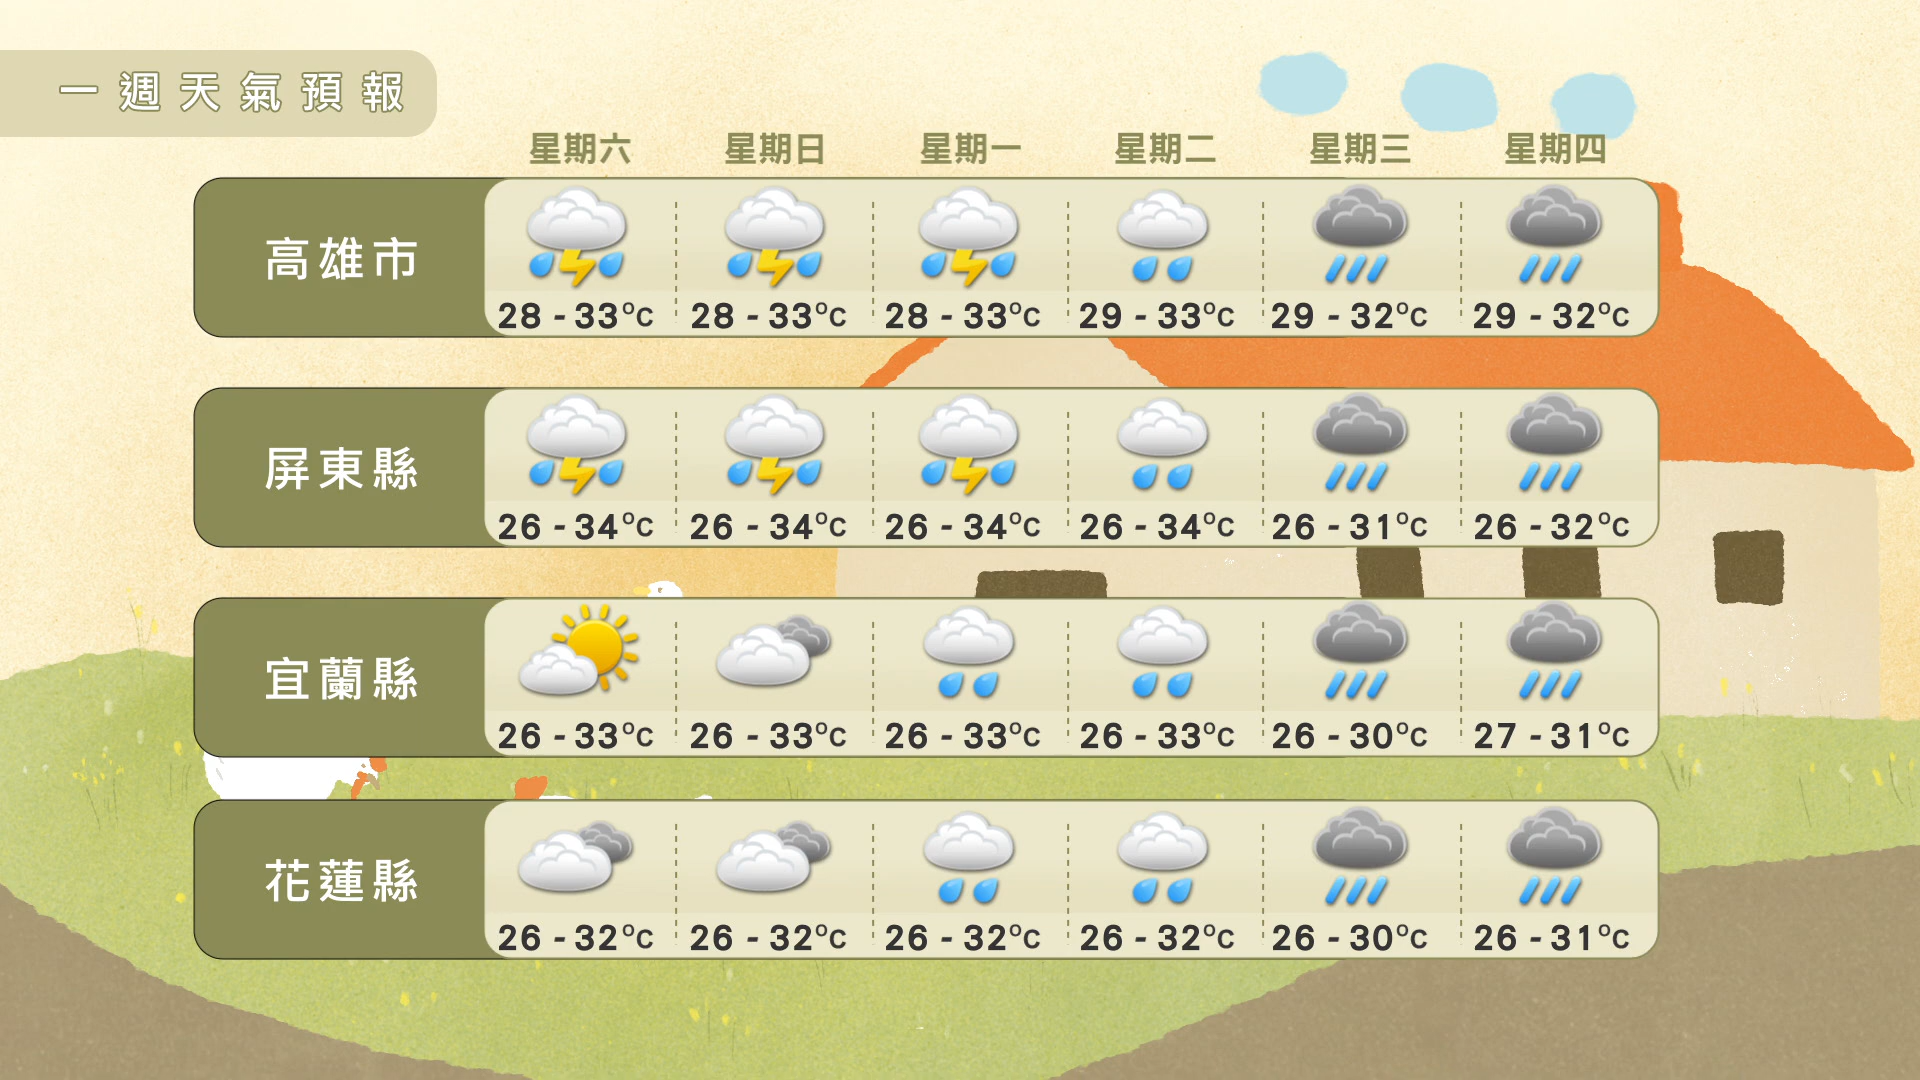 一週天氣預報
星期六 星期日 星期一 星期二 星期三 星期四
高雄市
28 - 33°C 28 - 33°C 28 - 33°C 29 - 33°C 29 - 32°C 29 - 32°C
屏東縣
26 - 34°C 26 - 34°C 26 - 34°C 26 - 34°C 26 - 31°C 26 - 32°C
宜蘭縣
26 - 33°C 26 - 33°C 26 - 33°C 26 - 33°C 26 - 30°C 27 - 31°C
花蓮縣
26 - 32°C 26 - 32°C 26 - 32°C 26 - 32°C 26 - 30°C 26 - 31°C